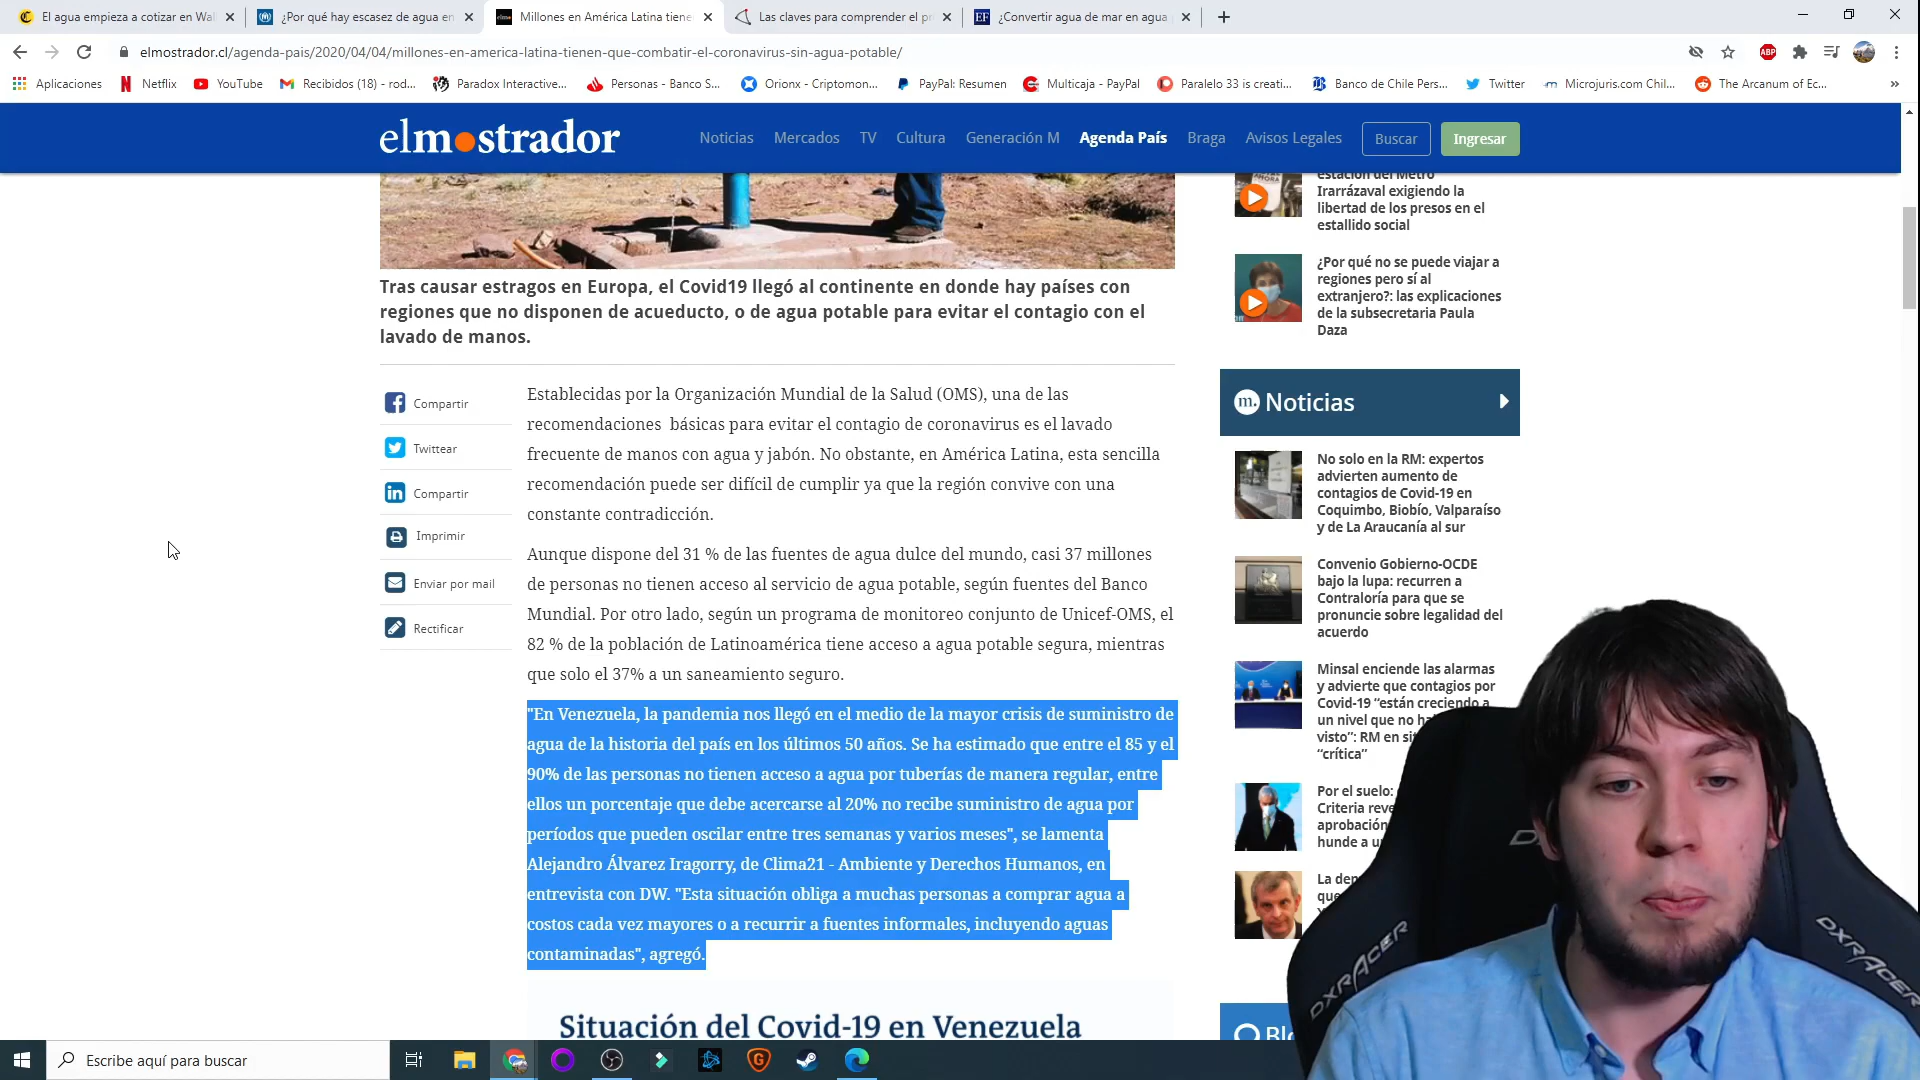 El agua empieza a cotizar en Wal
¿Por qué hay escasez de agua en
Millones en América Latina tiene
Las claves para comprender el pr
EF
¿Convertir agua de mar en agua
elmostrador.cl/agenda-pais/2020/04/04/millones-en-america-latina-tienen-que-combatir-el-coronavirus-sin-agua-potable/
ABP
Aplicaciones
Netflix
YouTube
Recibidos (18) - rod...
Paradox Interactive...
Personas - Banco S...
Orionx - Criptomon...
PayPal: Resumen
Multicaja - PayPal
Paralelo 33 is creati...
Banco de Chile Pers...
Twitter
Microjuris.com Chil...
The Arcanum of Ec...
»
elmostrador
Noticias
Mercados
TV
Cultura
Generación M
Agenda País
Braga
Avisos Legales
Buscar
Ingresar
Tras causar estragos en Europa, el Covid19 llegó al continente en donde hay países con
regiones que no disponen de acueducto, o de agua potable para evitar el contagio con el
lavado de manos.
Compartir
Twittear
Compartir
Imprimir
Enviar por mail
Rectificar
Establecidas por la Organización Mundial de la Salud (OMS), una de las
recomendaciones básicas para evitar el contagio de coronavirus es el lavado
frecuente de manos con agua y jabón. No obstante, en América Latina, esta sencilla
recomendación puede ser difícil de cumplir ya que la región convive con una
constante contradicción.
Aunque dispone del 31 % de las fuentes de agua dulce del mundo, casi 37 millones
de personas no tienen acceso al servicio de agua potable, según fuentes del Banco
Mundial. Por otro lado, según un programa de monitoreo conjunto de Unicef-OMS, el
82 % de la población de Latinoamérica tiene acceso a agua potable segura, mientras
que solo el 37% a un saneamiento seguro.
"En Venezuela, la pandemia nos llegó en el medio de la mayor crisis de suministro de
agua de la historia del país en los últimos 50 años. Se ha estimado que entre el 85 y el
90% de las personas no tienen acceso a agua por tuberías de manera regular, entre
ellos un porcentaje que debe acercarse al 20% no recibe suministro de agua por
períodos que pueden oscilar entre tres semanas y varios meses", se lamenta
Alejandro Álvarez Iragorry, de Clima21 - Ambiente y Derechos Humanos, en
entrevista con DW. "Esta situación obliga a muchas personas a comprar agua a
costos cada vez mayores o a recurrir a fuentes informales, incluyendo aguas
contaminadas", agregó.
Situación del Covid-19 en Venezuela
estación del Metro
Irarrázaval exigiendo la
libertad de los presos en el
estallido social
¿Por qué no se puede viajar a
regiones pero sí al
extranjero?: las explicaciones
de la subsecretaria Paula
Daza
m. Noticias
No solo en la RM: expertos
advierten aumento de
contagios de Covid-19 en
Coquimbo, Biobío, Valparaíso
y de La Araucanía al sur
Convenio Gobierno-OCDE
bajo la lupa: recurren a
Contraloría para que se
pronuncie sobre legalidad del
acuerdo
Minsal enciende las alarmas
y advierte que contagios por
Covid-19 "están creciendo a
un nivel que no ha
visto": RM en sit
"crítica"
Por el suelo:
Criteria reve
aprobación
hunde a u
La den
que
Blo
DXRACER
DXRACER
Escribe aquí para buscar